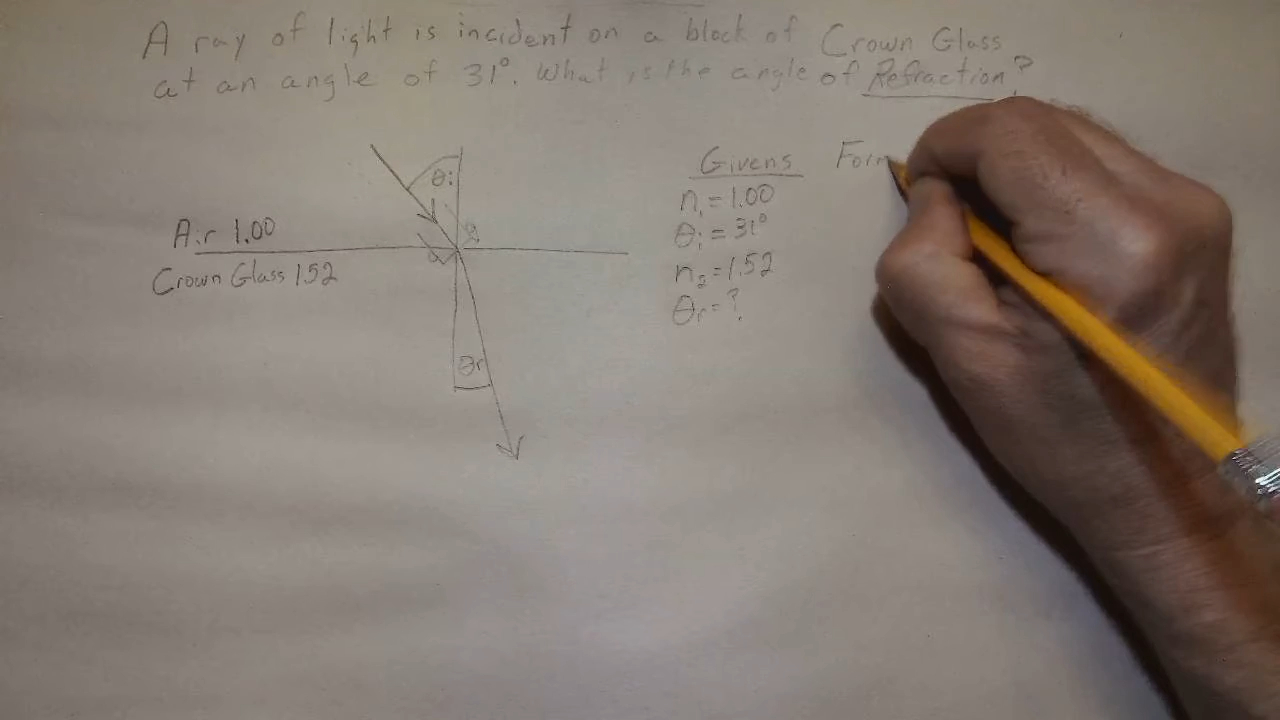 A ray of light is incident on a block of Crown Glass
at an angle of 31°. What is the angle of Refraction?
θi
Air 1.00
Crown Glass 1.52
θr
Givens
n₁ = 1.00
θi = 31°
n₂ = 1.52
θr = ?
Form